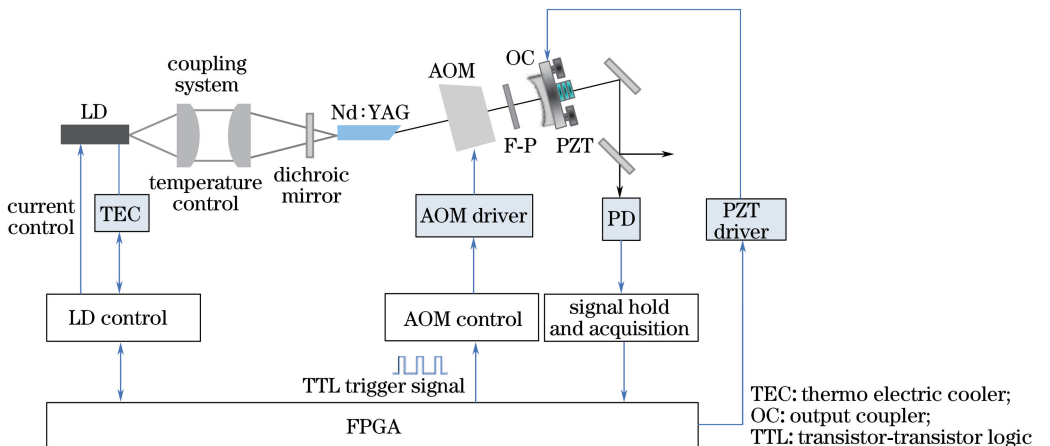 OC
coupling
system
AOM
LD
Nd:YAG
F-P
PZT
dichroic
mirror
temperature
control
current
control
TEC
AOM driver
PD
PZT
driver
LD control
AOM control
signal hold
and acquisition
TTL trigger signal
FPGA
TEC: thermo electric cooler;
OC: output coupler;
TTL: transistor-transistor logic